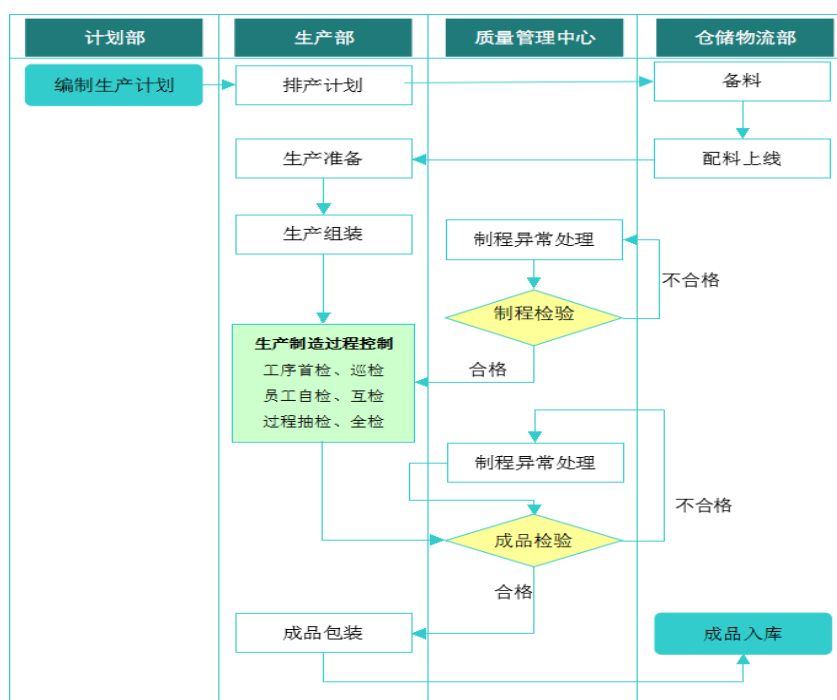 计划部
生产部
质量管理中心
仓储物流部
编制生产计划
排产计划
备料
生产准备
配料上线
生产组装
制程异常处理
不合格
制程检验
生产制造过程控制
工序首检、巡检
员工自检、互检
过程抽检、全检
合格
制程异常处理
不合格
成品检验
合格
成品包装
成品入库